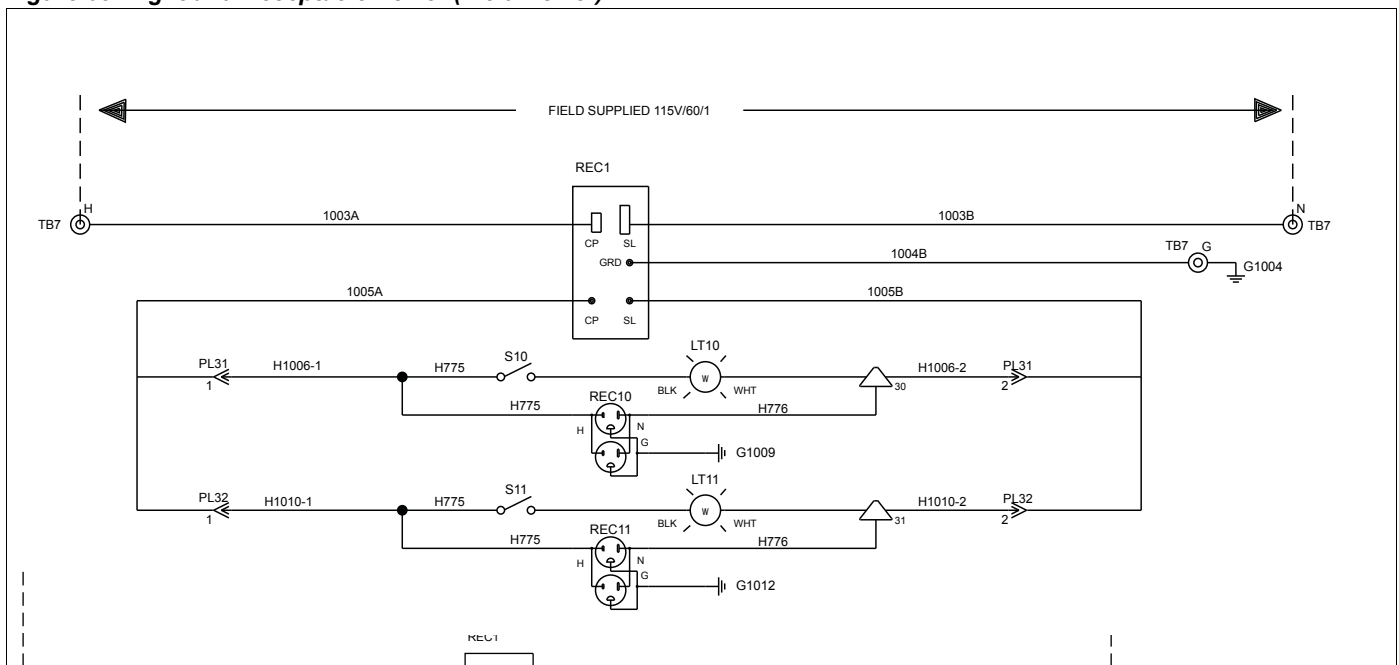 FIELD SUPPLIED 115V/60/1
REC1
H
N
TB7
1003A
1003B
TB7
CP
SL
TB7
G
GRD
1004B
G1004
1005A
1005B
CP
SL
PL31
H1006-1
H775
S10
LT10
H1006-2
PL31
1
W
30
2
BLK
WHT
H775
REC10
H776
H
N
G
G1009
PL32
H1010-1
H775
S11
LT11
H1010-2
PL32
1
W
31
2
BLK
WHT
H775
REC11
H776
H
N
G
G1012
REC1